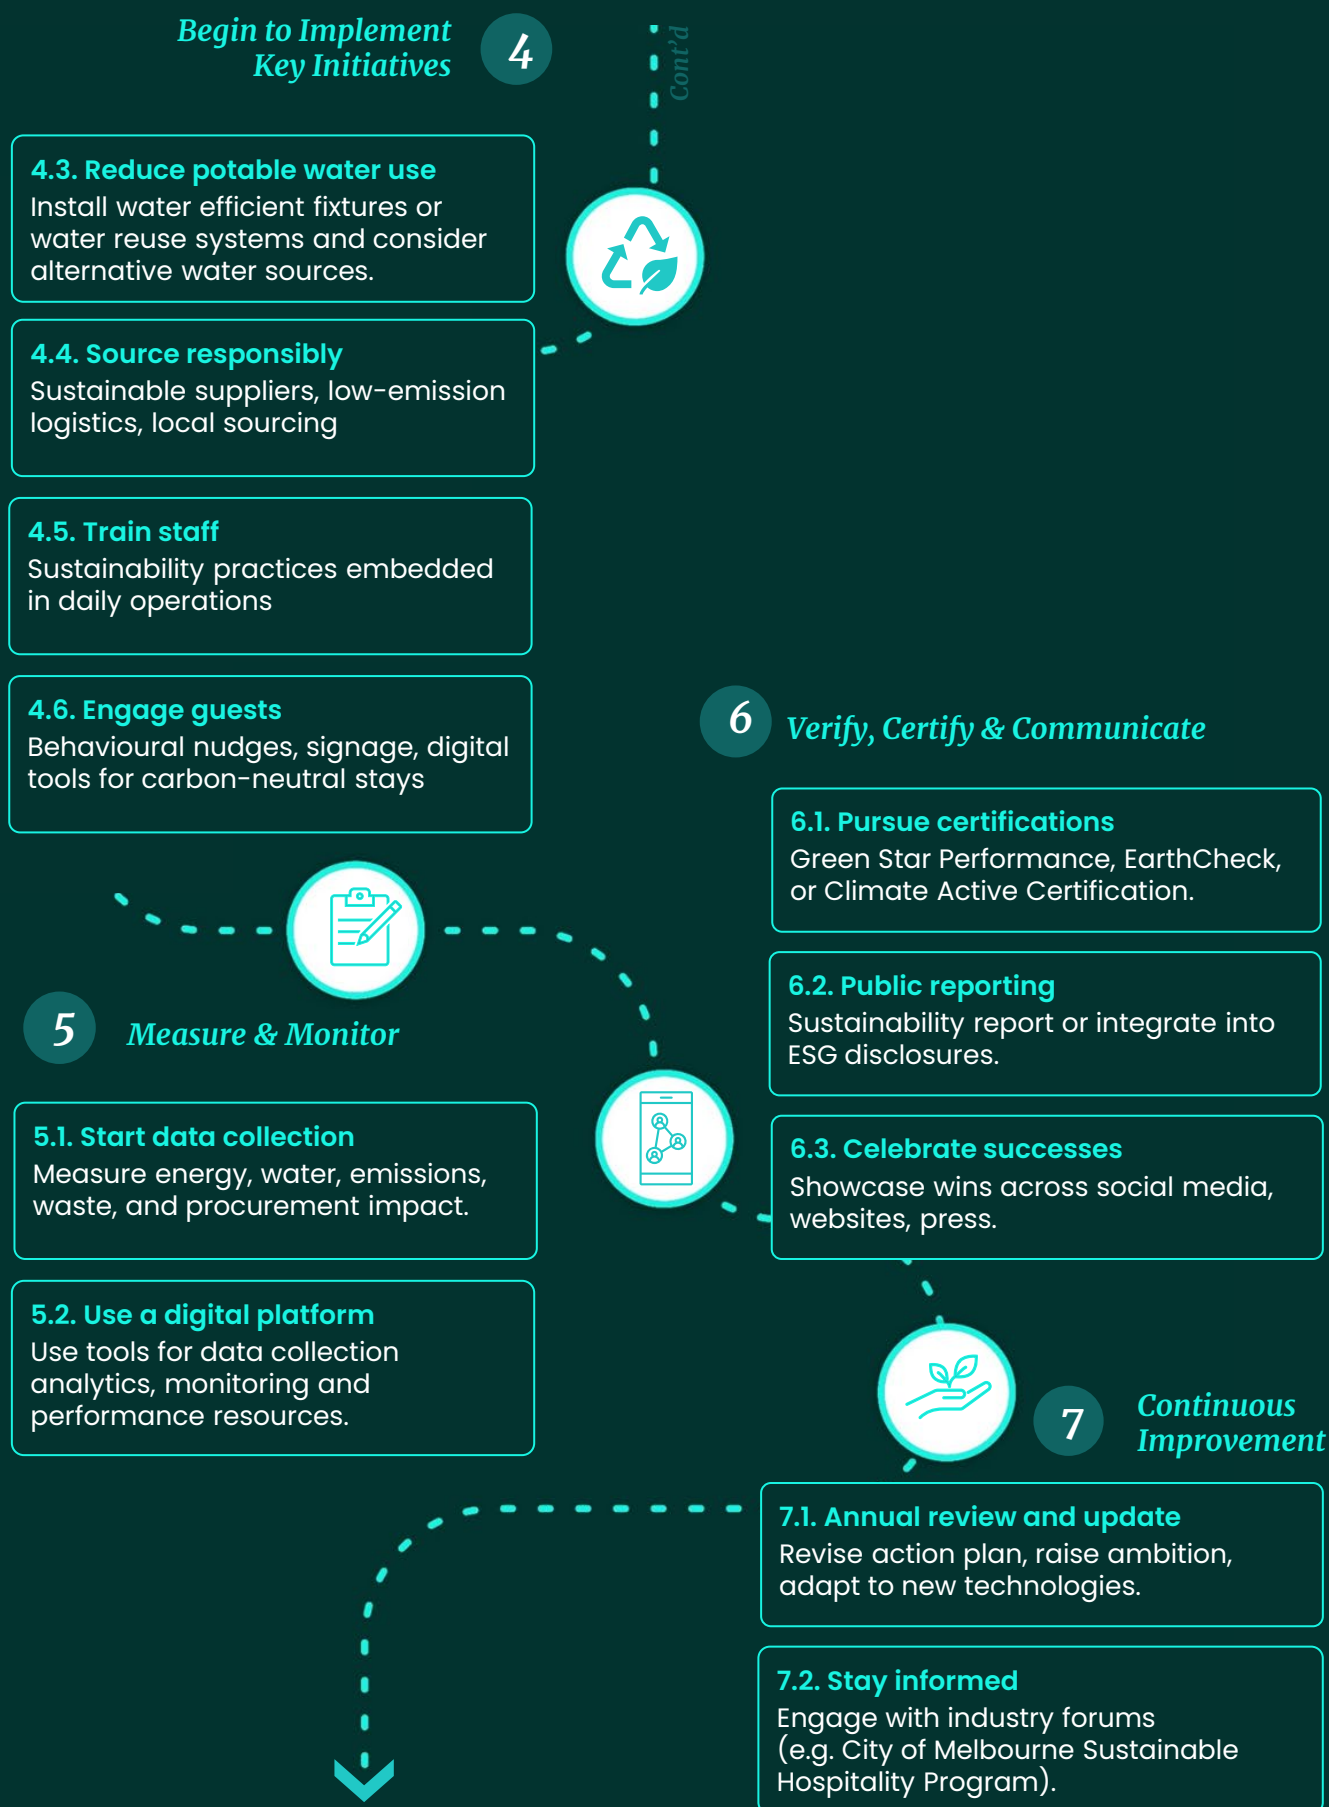 Begin to Implement
Key Initiatives
4
Cont'd
4.3. Reduce potable water use
Install water efficient fixtures or
water reuse systems and consider
alternative water sources.
4.4. Source responsibly
Sustainable suppliers, low-emission
logistics, local sourcing
4.5. Train staff
Sustainability practices embedded
in daily operations
4.6. Engage guests
Behavioural nudges, signage, digital
tools for carbon-neutral stays
5
Measure & Monitor
5.1. Start data collection
Measure energy, water, emissions,
waste, and procurement impact.
5.2. Use a digital platform
Use tools for data collection
analytics, monitoring and
performance resources.
6
Verify, Certify & Communicate
6.1. Pursue certifications
Green Star Performance, EarthCheck,
or Climate Active Certification.
6.2. Public reporting
Sustainability report or integrate into
ESG disclosures.
6.3. Celebrate successes
Showcase wins across social media,
websites, press.
7
Continuous
Improvement
7.1. Annual review and update
Revise action plan, raise ambition,
adapt to new technologies.
7.2. Stay informed
Engage with industry forums
(e.g. City of Melbourne Sustainable
Hospitality Program).